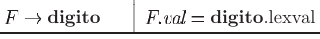 F → digito F.val = digito.lexval